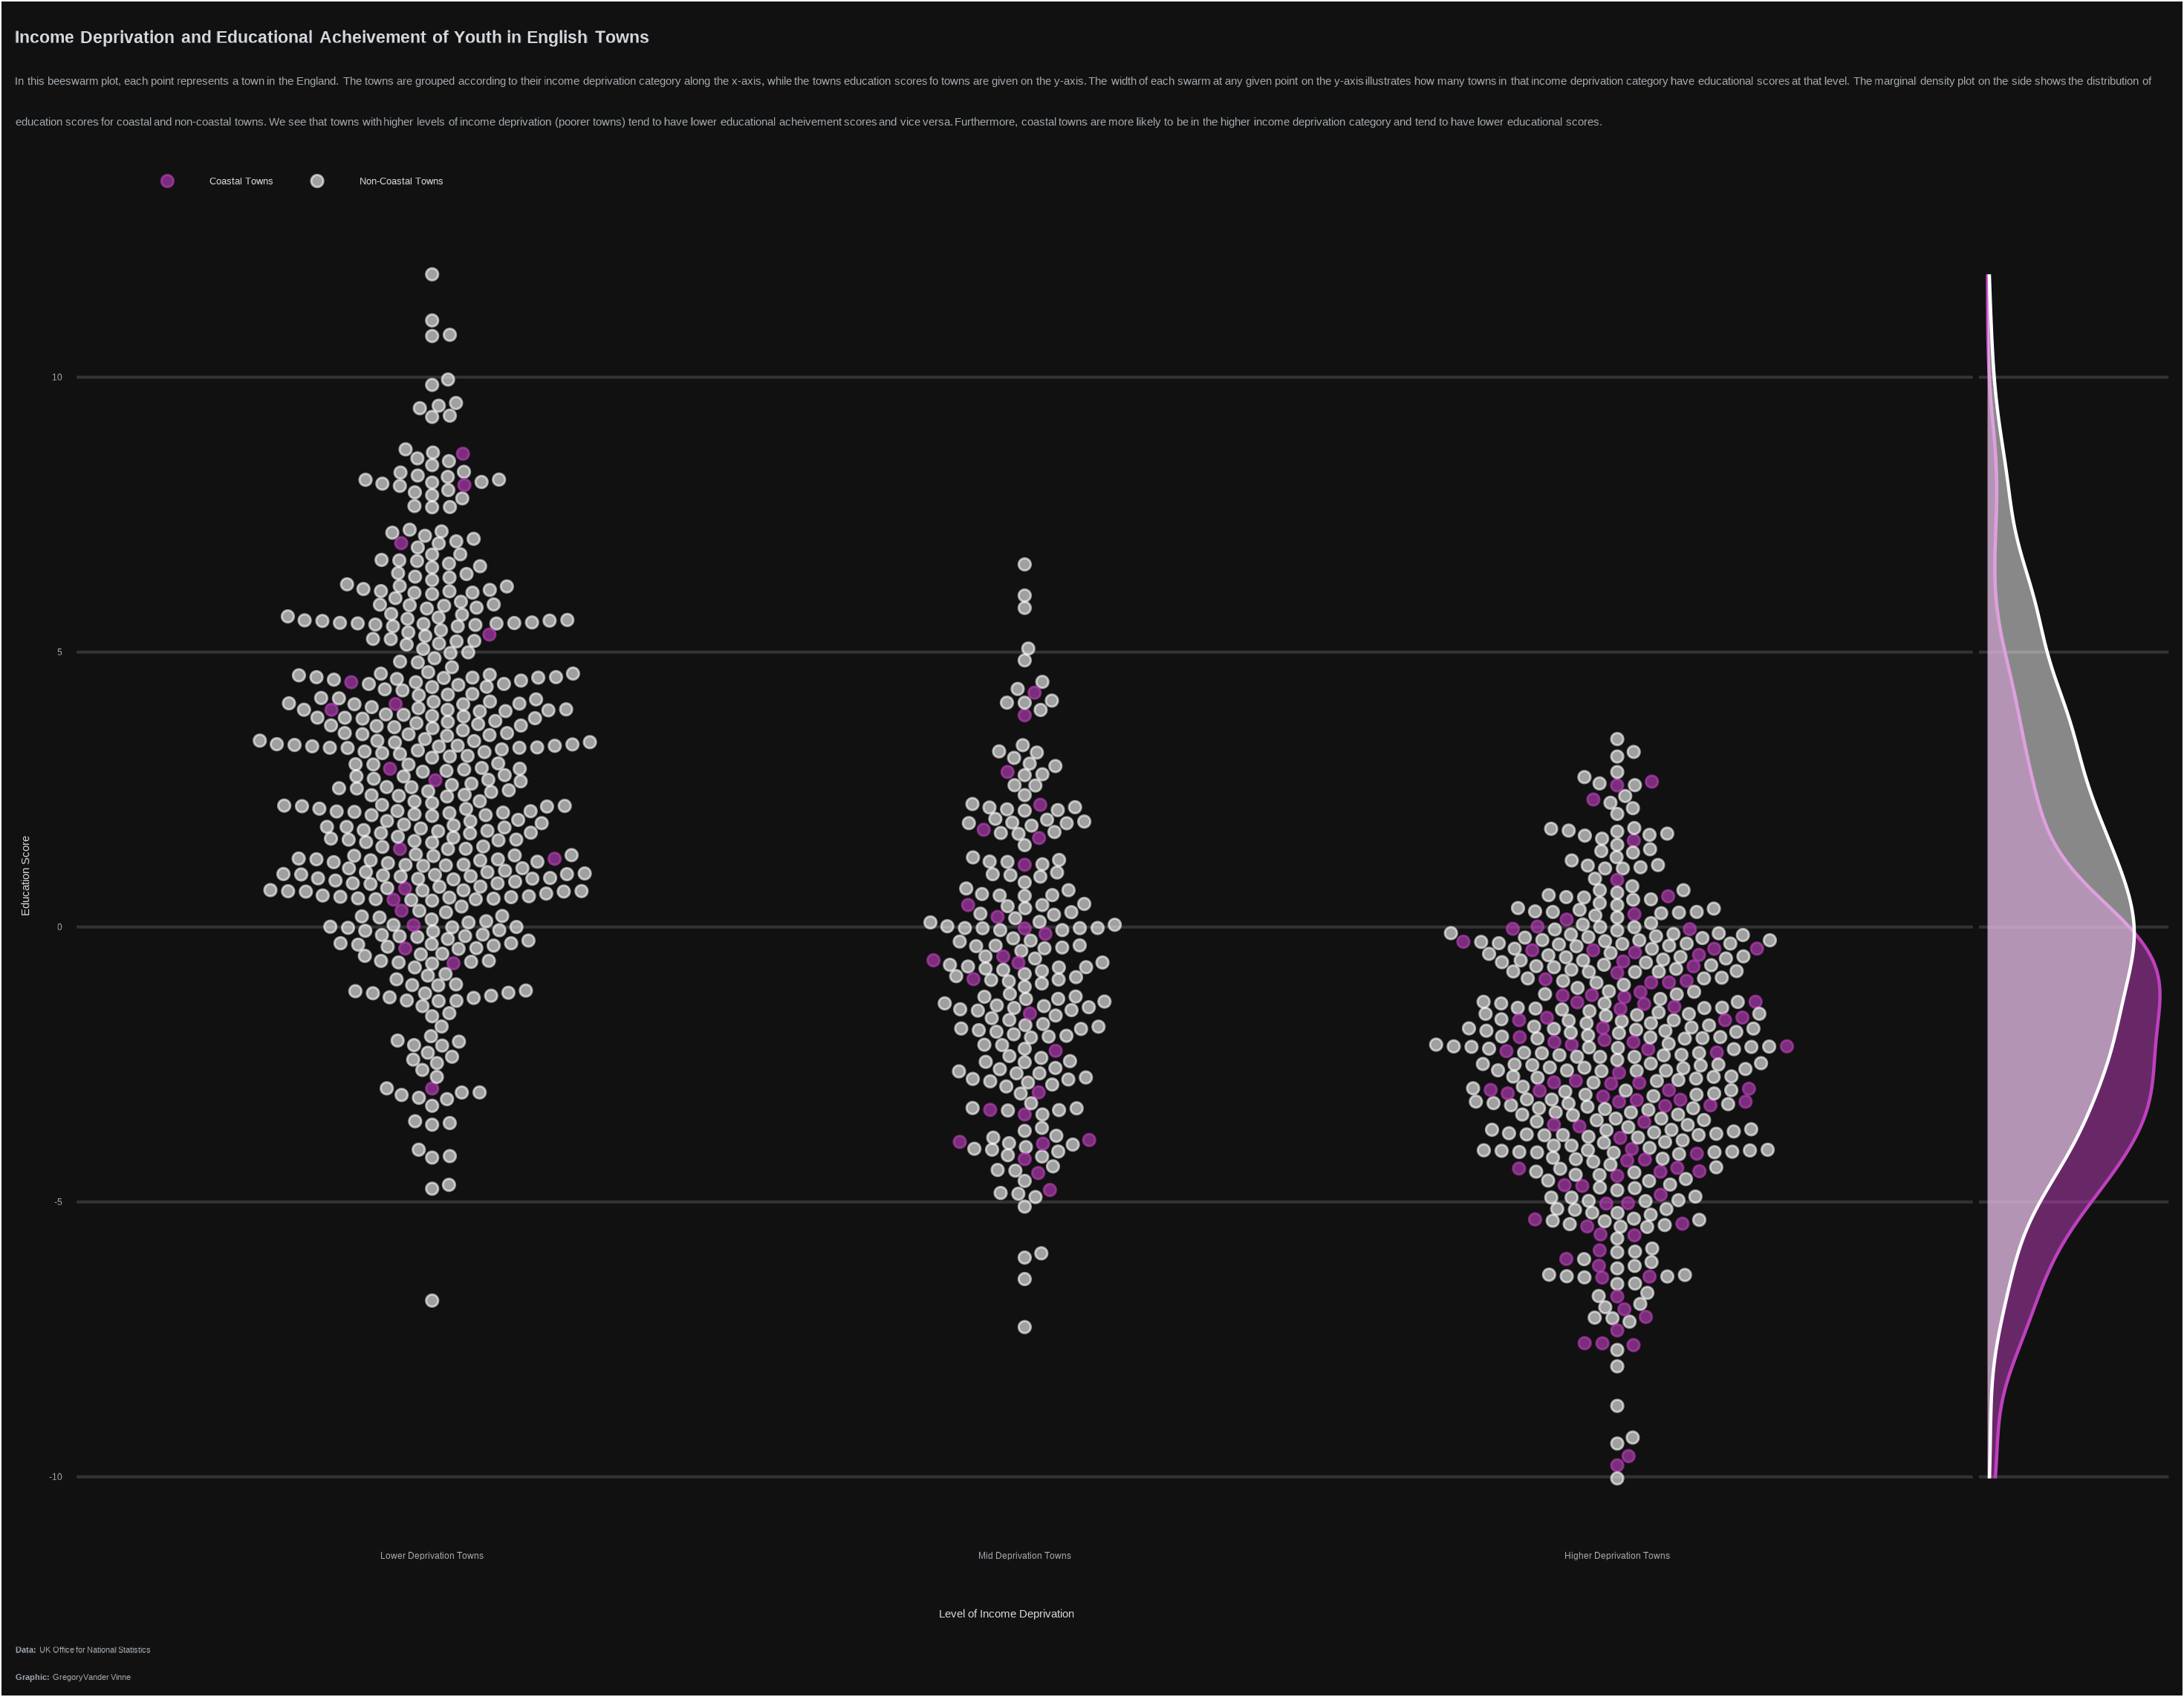 Income Deprivation and Educational Acheivement of Youth in English Towns
In this beeswarm plot, each point represents a town in the England. The towns are grouped according to their income deprivation category along the x-axis, while the towns education scores fo towns are given on the y-axis. The width of each swarm at any given point on the y-axis illustrates how many towns in that income deprivation category have educational scores at that level. The marginal density plot on the side shows the distribution of
education scores for coastal and non-coastal towns. We see that towns with higher levels of income deprivation (poorer towns) tend to have lower educational acheivement scores and vice versa. Furthermore, coastal towns are more likely to be in the higher income deprivation category and tend to have lower educational scores.
Coastal Towns Non-Coastal Towns
10
5
0
-5
-10
Education Score
Lower Deprivation Towns Mid Deprivation Towns Higher Deprivation Towns
Level of Income Deprivation
Data: UK Office for National Statistics
Graphic: Gregory Vander Vinne